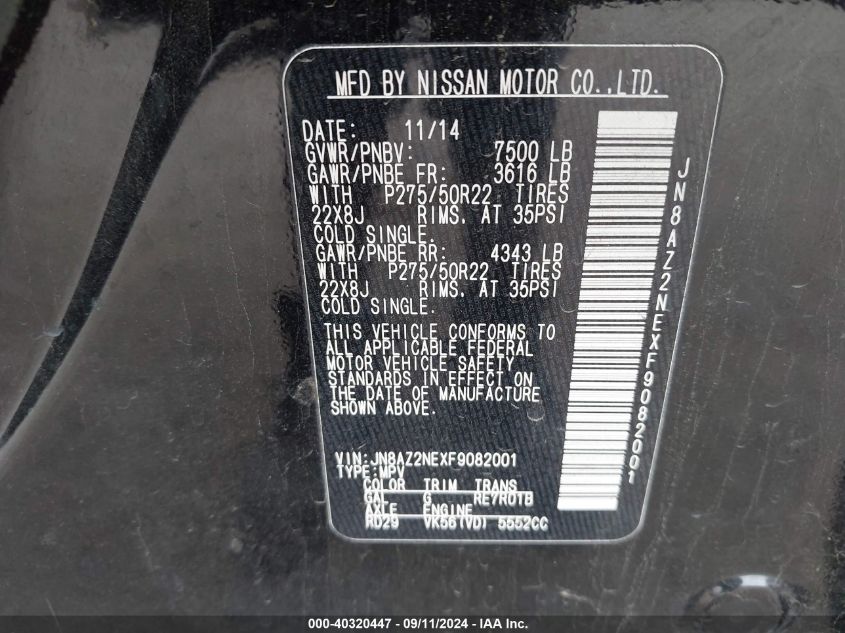 MFD BY NISSAN MOTOR CO.,LTD.
DATE: 11/14
GVWR/PNBV: 7500 LB
GAWR/PNBE FR: 3616 LB
WITH P275/50R22 TIRES
22X8J RIMS. AT 35PSI
COLD SINGLE.
GAWR/PNBE RR: 4343 LB
WITH P275/50R22 TIRES
22X8J RIMS. AT 35PSI
COLD SINGLE.
THIS VEHICLE CONFORMS TO
ALL APPLICABLE FEDERAL
MOTOR VEHICLE SAFETY
STANDARDS IN EFFECT ON
THE DATE OF MANUFACTURE
SHOWN ABOVE.
VIN:JN8AZ2NEXF9082001
TYPE:MPV
COLOR TRIM TRANS
GAL G RE7R01B
AXLE ENGINE
RD29 VK56(VD) 5552CC
JN8AZ2NEXF9082001
000-40320447 - 09/11/2024 - IAA Inc.